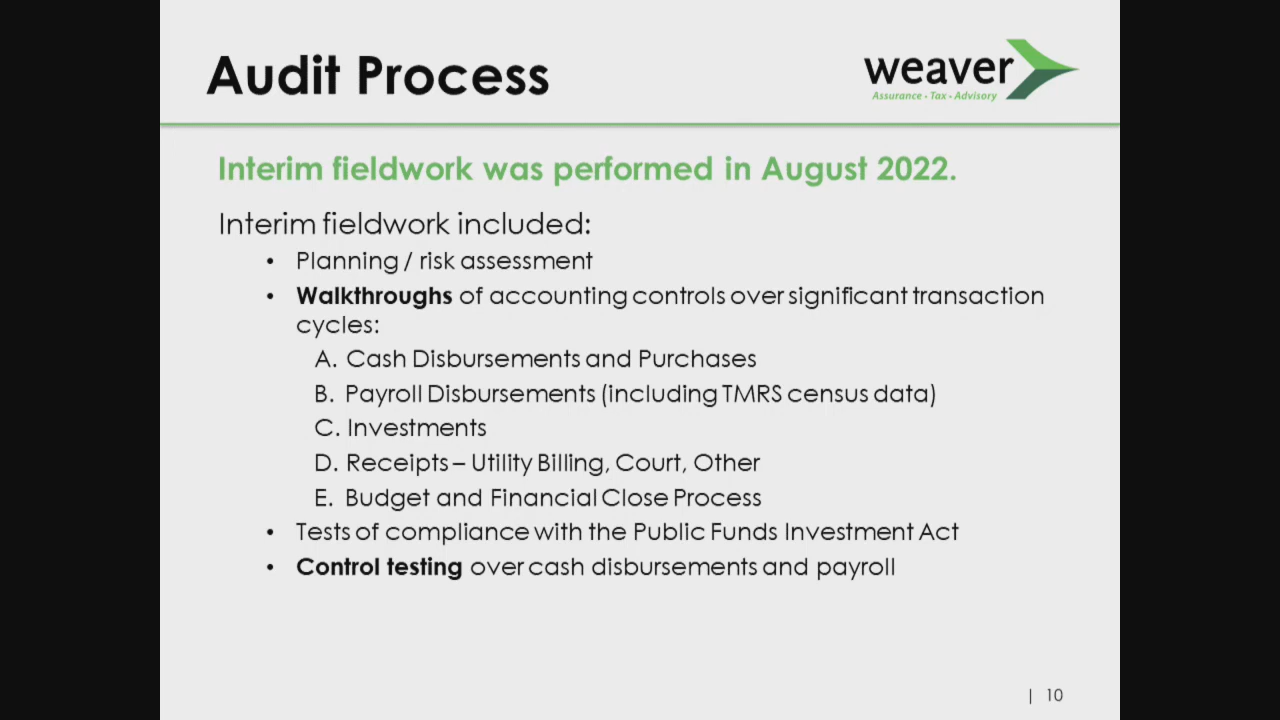 Audit Process
weaver
Assurance • Tax • Advisory
Interim fieldwork was performed in August 2022.
Interim fieldwork included:
• Planning / risk assessment
• Walkthroughs of accounting controls over significant transaction
cycles:
A. Cash Disbursements and Purchases
B. Payroll Disbursements (including TMRS census data)
C. Investments
D. Receipts – Utility Billing, Court, Other
E. Budget and Financial Close Process
• Tests of compliance with the Public Funds Investment Act
• Control testing over cash disbursements and payroll
| 10